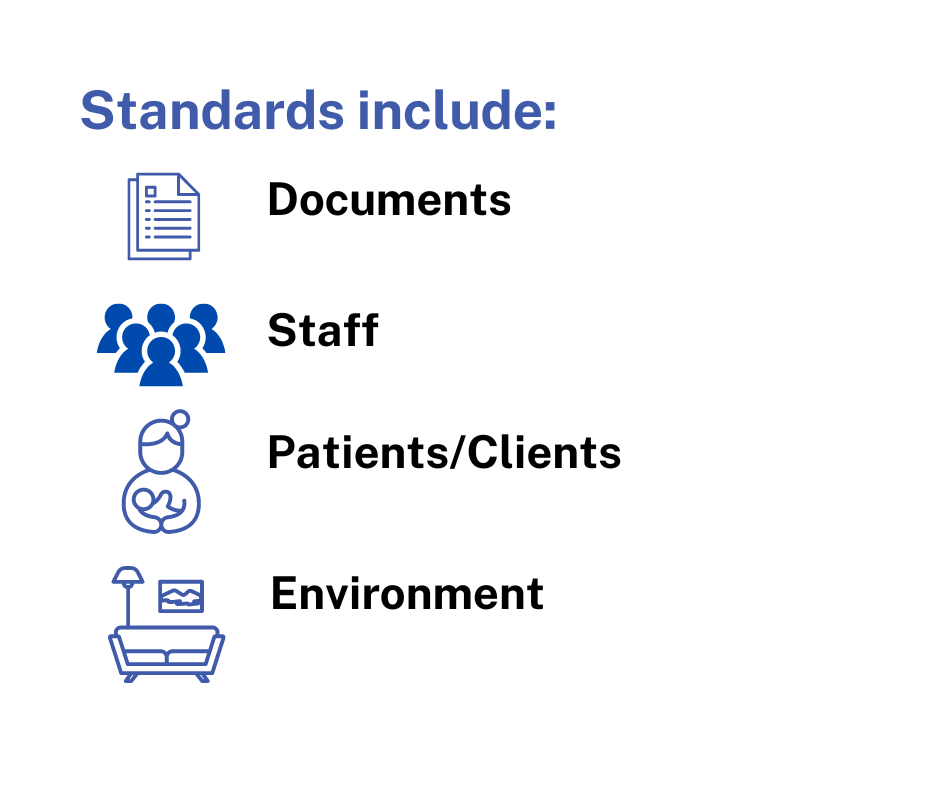 Standards include:
Documents
Staff
Patients/Clients
Environment